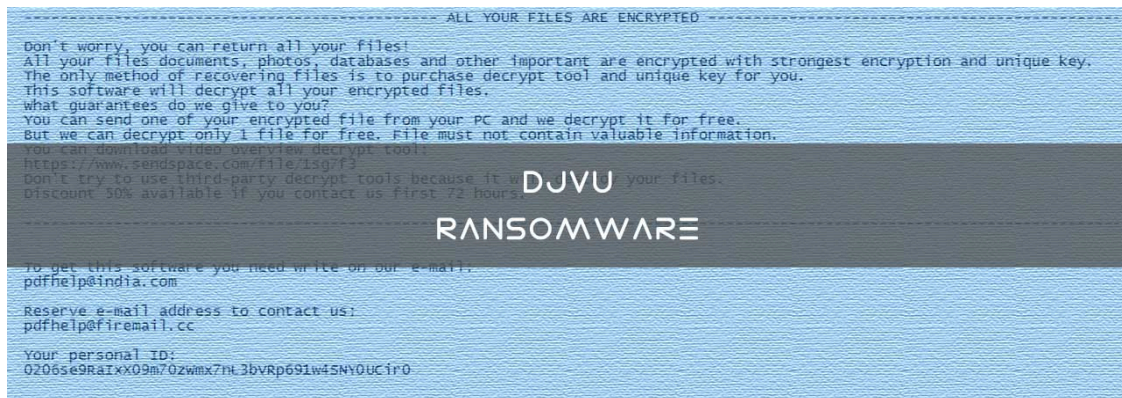 ------------------------------------------------ ALL YOUR FILES ARE ENCRYPTED ------------------------------------------------
Don't worry, you can return all your files!
All your files documents, photos, databases and other important are encrypted with strongest encryption and unique key.
The only method of recovering files is to purchase decrypt tool and unique key for you.
This software will decrypt all your encrypted files.
what guarantees do we give to you?
You can send one of your encrypted file from your PC and we decrypt it for free.
But we can decrypt only 1 file for free. File must not contain valuable information.
You can download video overview decrypt tool:
https://www.sendspace.com/file/1sg7f3
Don't try to use third-party decrypt tools because it your files.
Discount 50% available if you contact us first 72 hours.
DJVU
RANSOMWARE
To get this software you need write on our e-mail:
pdfhelp@india.com
Reserve e-mail address to contact us:
pdfhelp@firemail.cc
Your personal ID:
0206se9RaIxXO9m70zwmx7nL3bVRp691w4SNY0UCir0